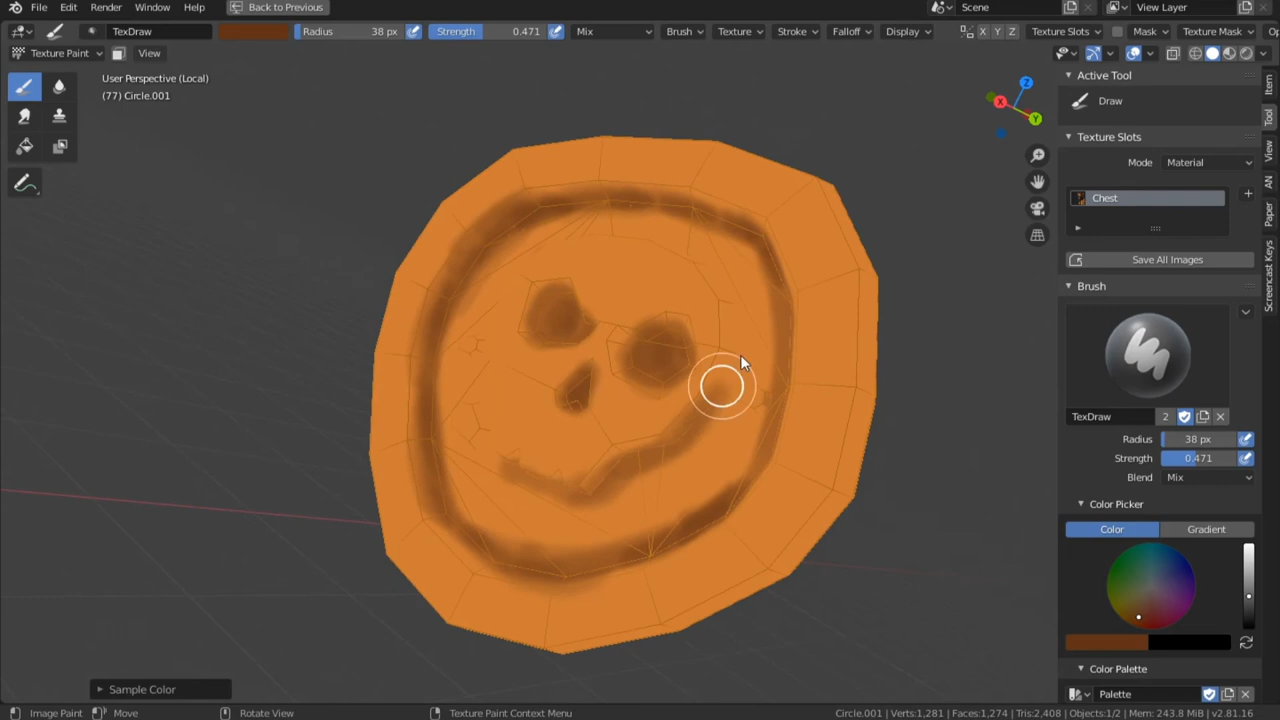 File Edit Render Window Help Back to Previous Scene View Layer
TexDraw Radius 38 px Strength 0.471 Mix Brush Texture Stroke Falloff Display X Y Z Texture Slots Mask Texture Mask Op
Texture Paint View
User Perspective (Local)
(77) Circle.001
Z
X
Y
Active Tool
Draw
Texture Slots
Mode Material
Chest
Save All Images
Brush
TexDraw 2
Radius 38 px
Strength 0.471
Blend Mix
Color Picker
Color Gradient
Color Palette
Palette
Item
Tool
View
AN
Paper
Screencast Keys
Sample Color
Image Paint Move Rotate View Texture Paint Context Menu Circle.001 | Verts:1,281 | Faces:1,274 | Tris:2,408 | Objects:1/2 | Mem: 243.8 MiB | v2.81.16